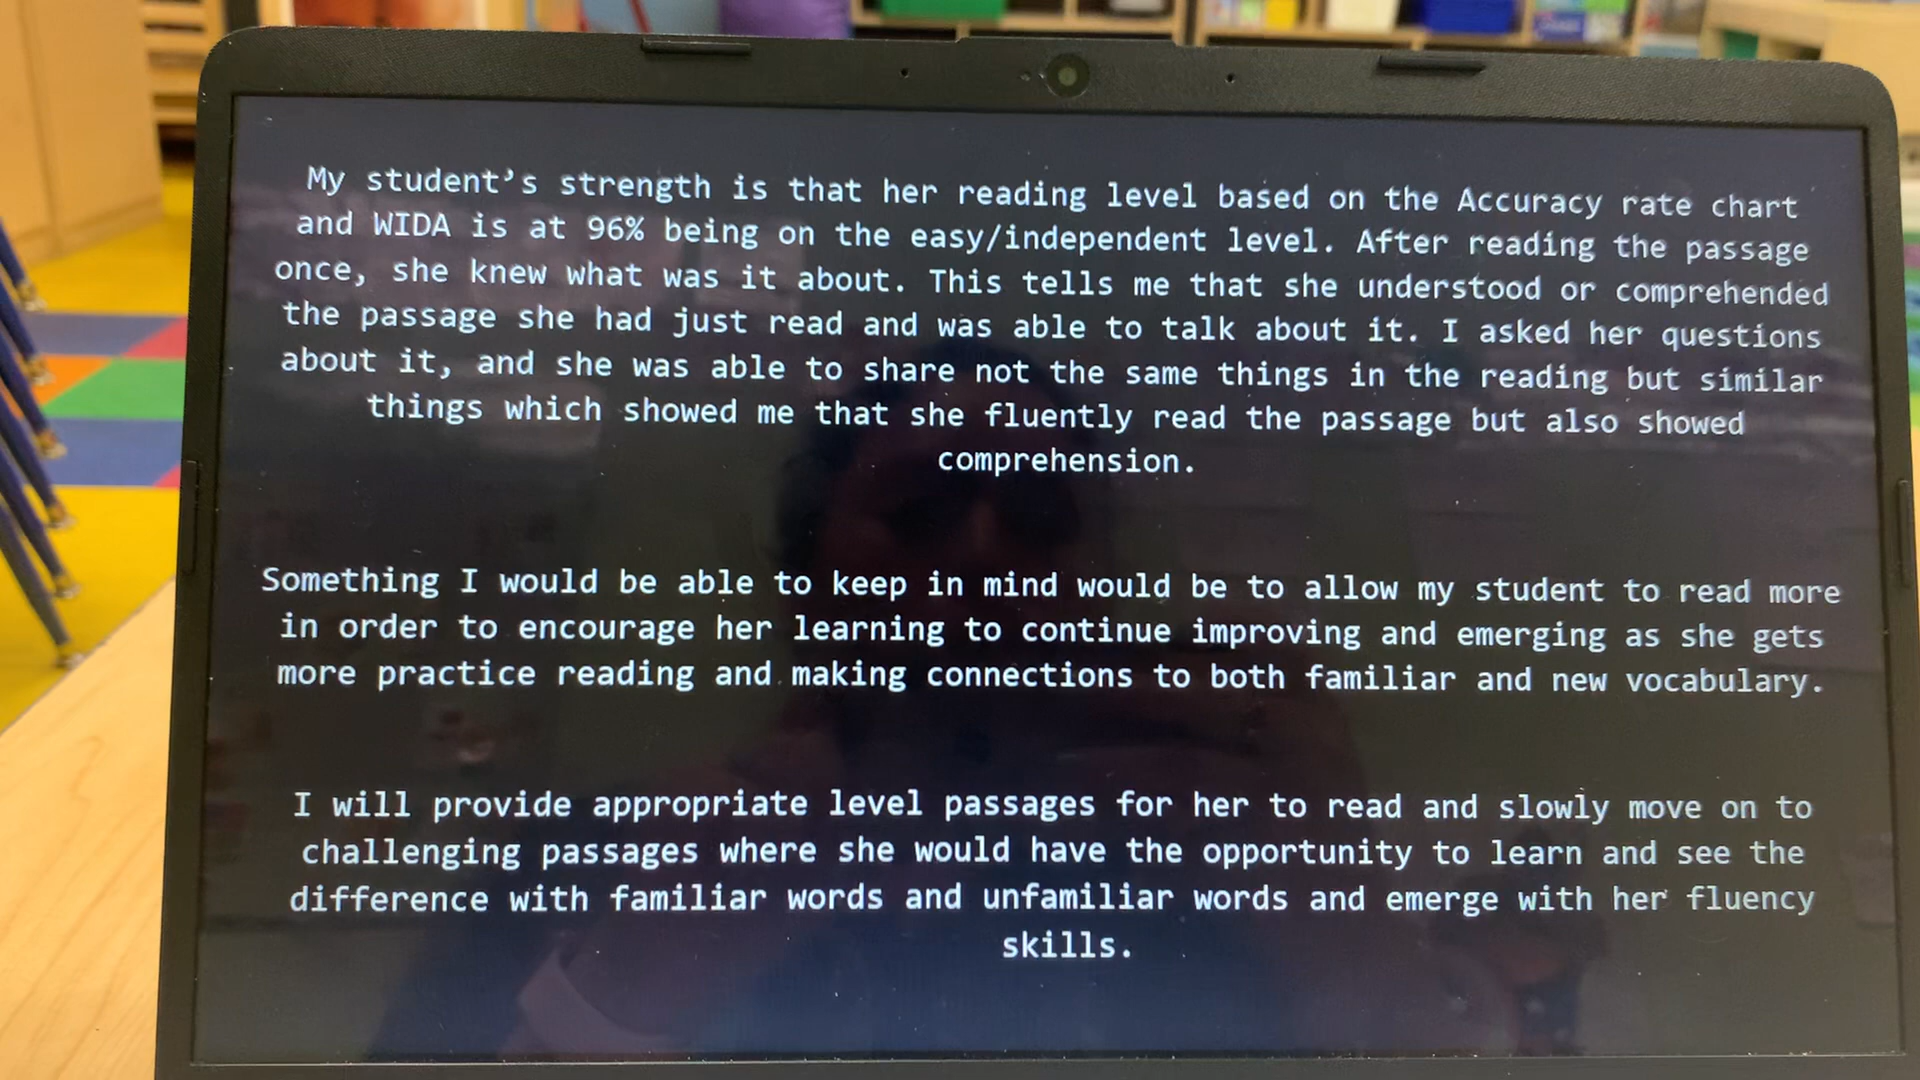 My student’s strength is that her reading level based on the Accuracy rate chart
and WIDA is at 96% being on the easy/independent level. After reading the passage
once, she knew what was it about. This tells me that she understood or comprehended
the passage she had just read and was able to talk about it. I asked her questions
about it, and she was able to share not the same things in the reading but similar
things which showed me that she fluently read the passage but also showed
comprehension.
Something I would be able to keep in mind would be to allow my student to read more
in order to encourage her learning to continue improving and emerging as she gets
more practice reading and making connections to both familiar and new vocabulary.
I will provide appropriate level passages for her to read and slowly move on to
challenging passages where she would have the opportunity to learn and see the
difference with familiar words and unfamiliar words and emerge with her fluency
skills.